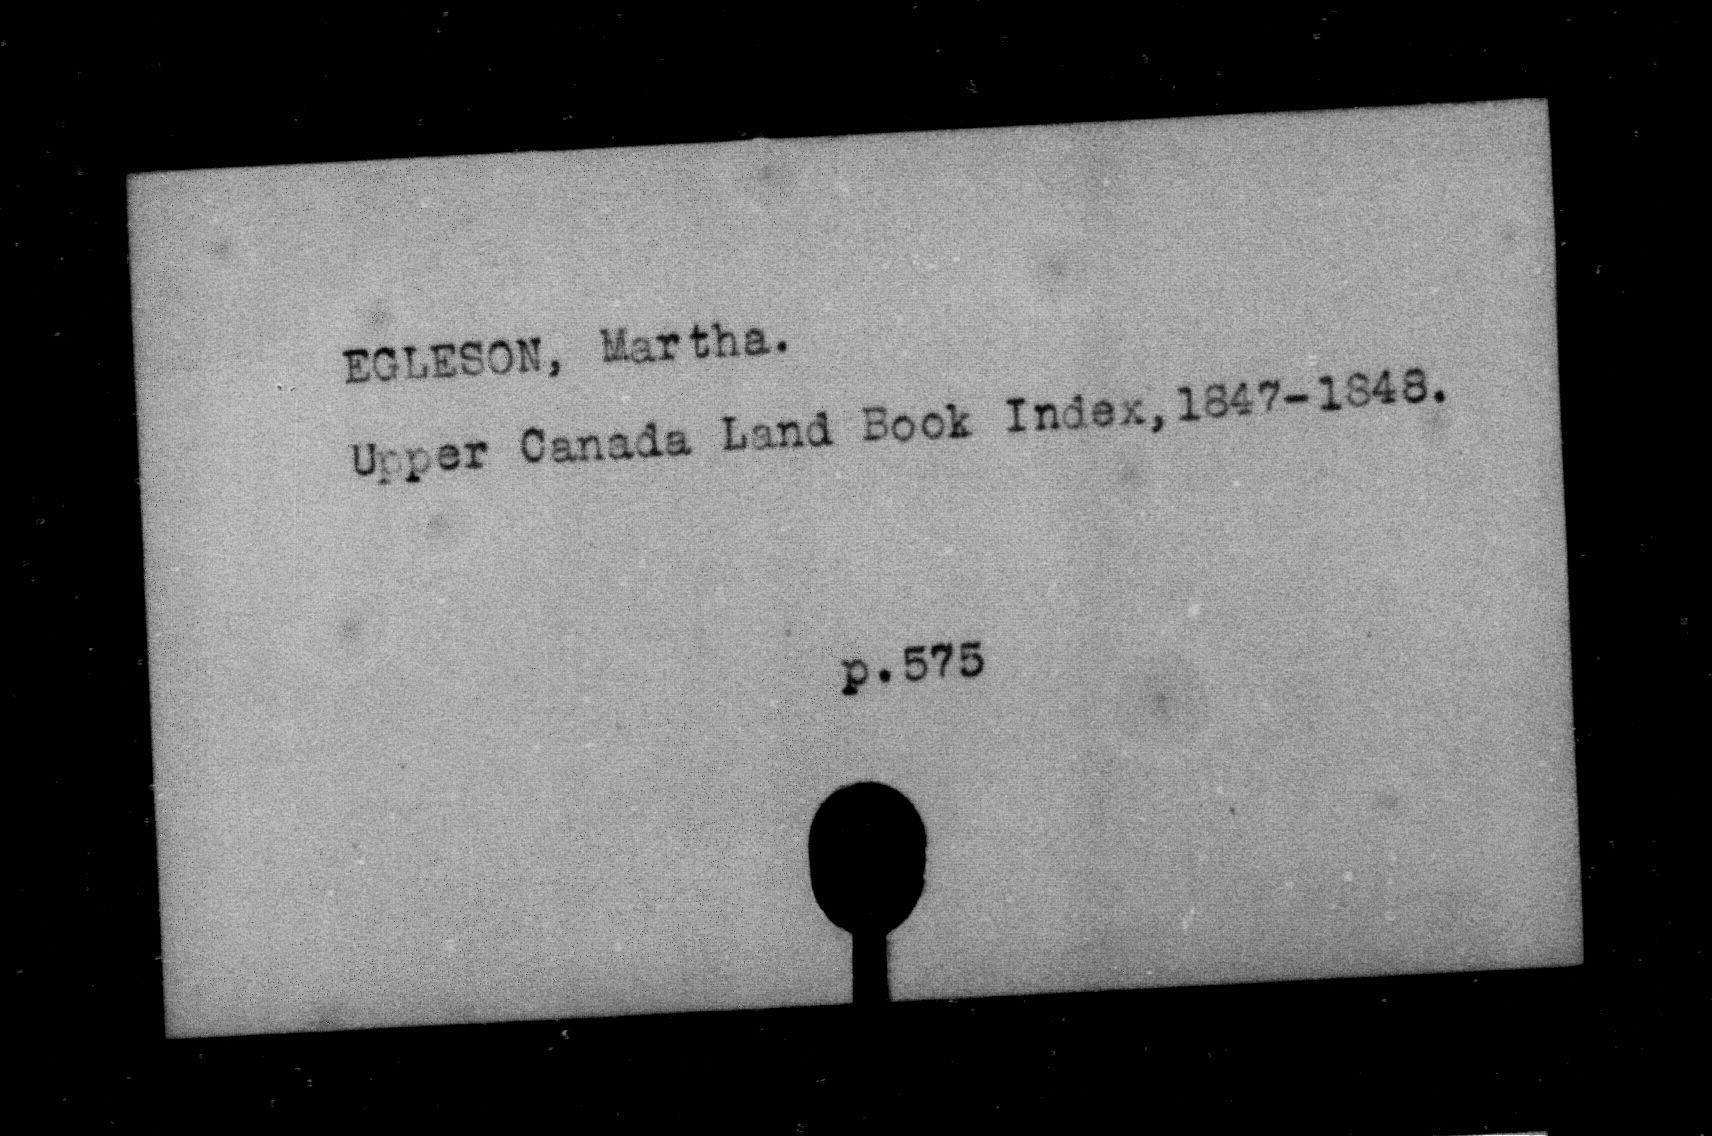 EGLESON, Martha.
Upper Canada Land Book Index,1847-1848.
p.575